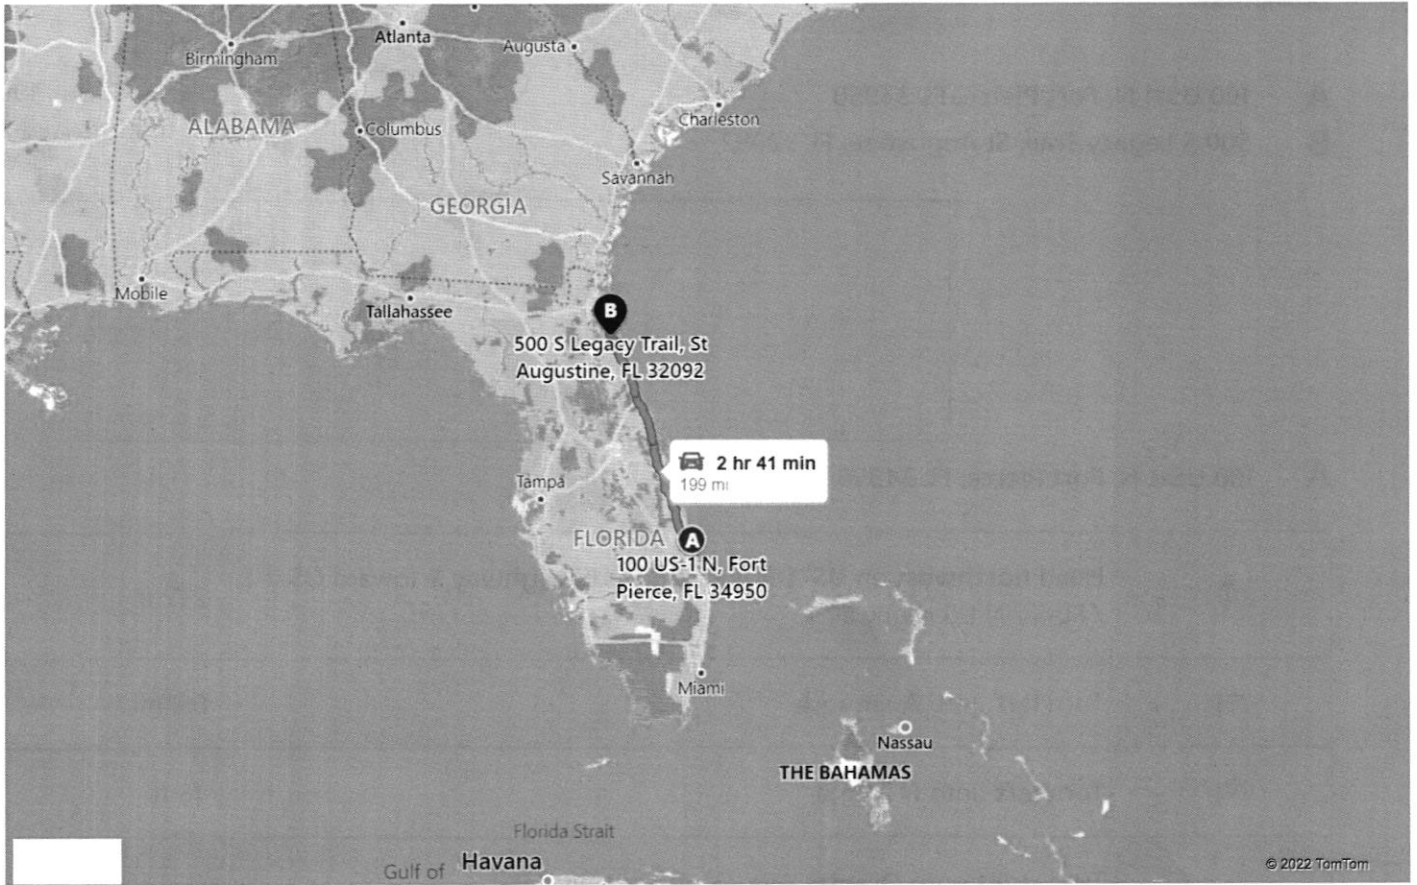 Atlanta
Augusta
Birmingham
ALABAMA
Columbus
Charleston
Savannah
GEORGIA
Mobile
Tallahassee
B
500 S Legacy Trail, St
Augustine, FL 32092
2 hr 41 min
199 mi
Tampa
FLORIDA
A
100 US-1 N, Fort
Pierce, FL 34950
Miami
Nassau
THE BAHAMAS
Florida Strait
Gulf of
Havana
© 2022 TomTom